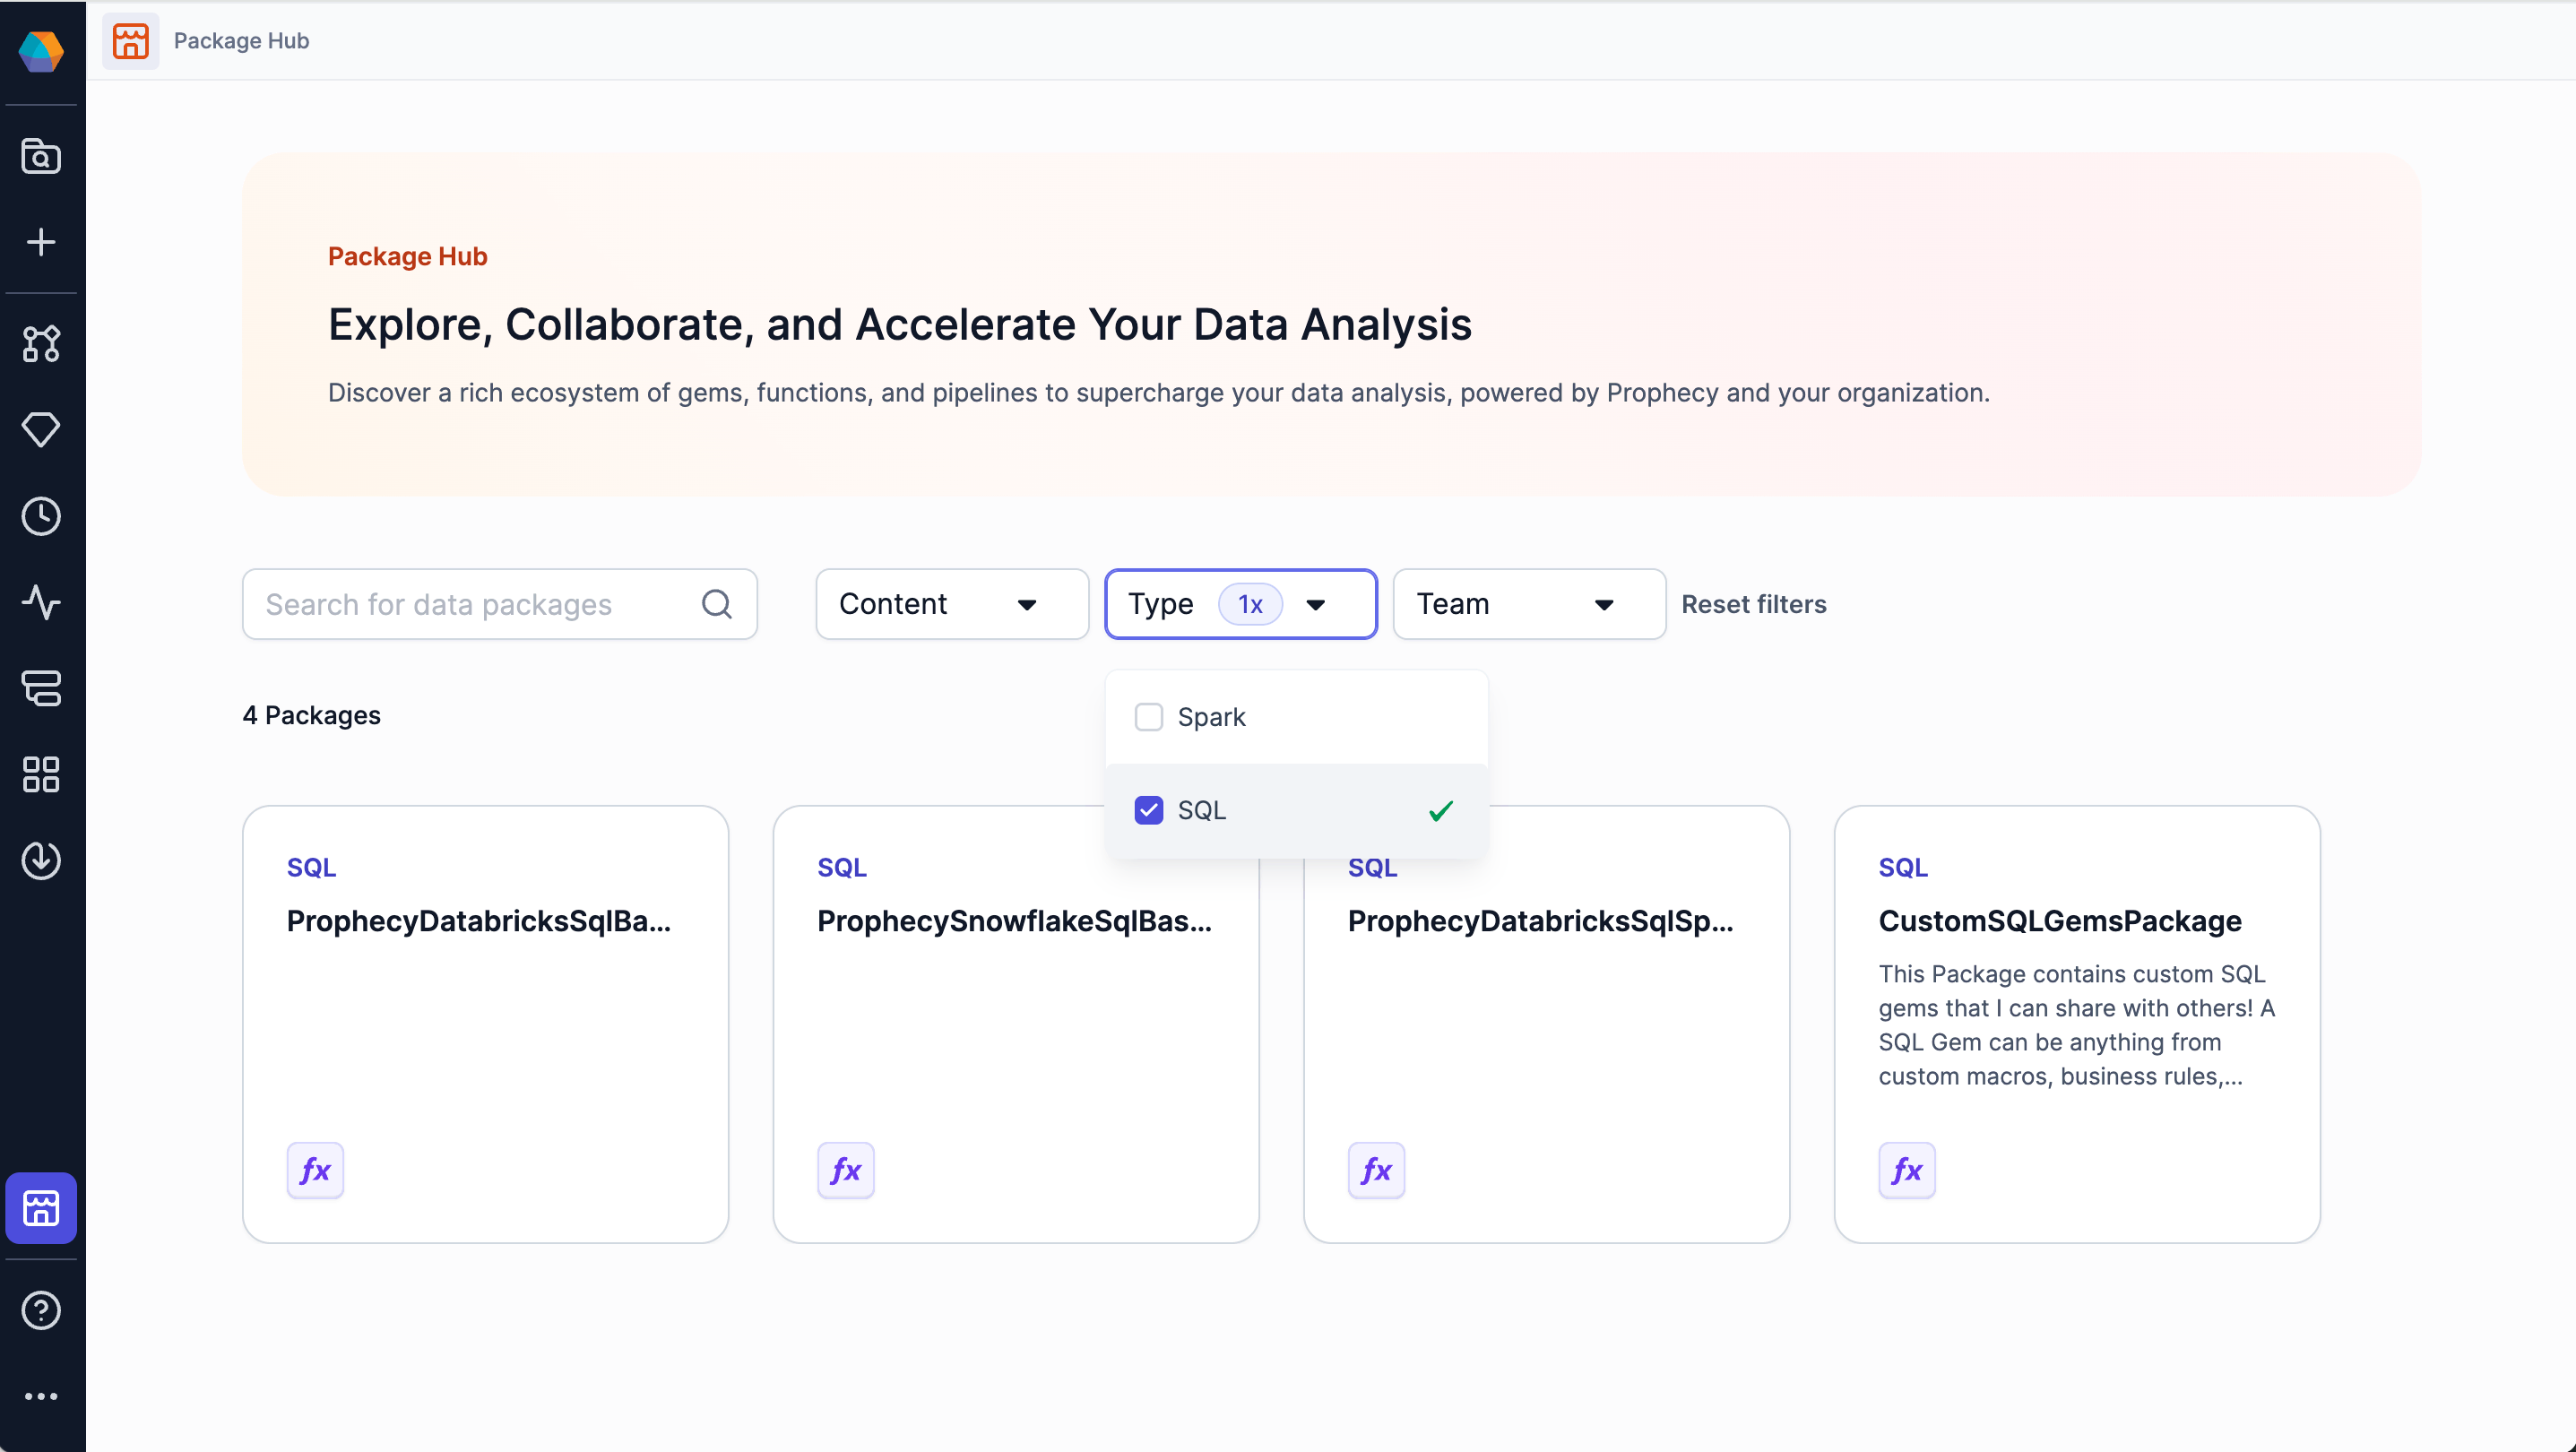 Package Hub
Package Hub
Explore, Collaborate, and Accelerate Your Data Analysis
Discover a rich ecosystem of gems, functions, and pipelines to supercharge your data analysis, powered by Prophecy and your organization.
Search for data packages
Content
Type 1x
Team
Reset filters
4 Packages
Spark
SQL
SQL
ProphecyDatabricksSqlBa...
fx
SQL
ProphecySnowflakeSqlBas...
fx
SQL
ProphecyDatabricksSqlSp...
fx
SQL
CustomSQLGemsPackage
This Package contains custom SQL
gems that I can share with others! A
SQL Gem can be anything from
custom macros, business rules,...
fx